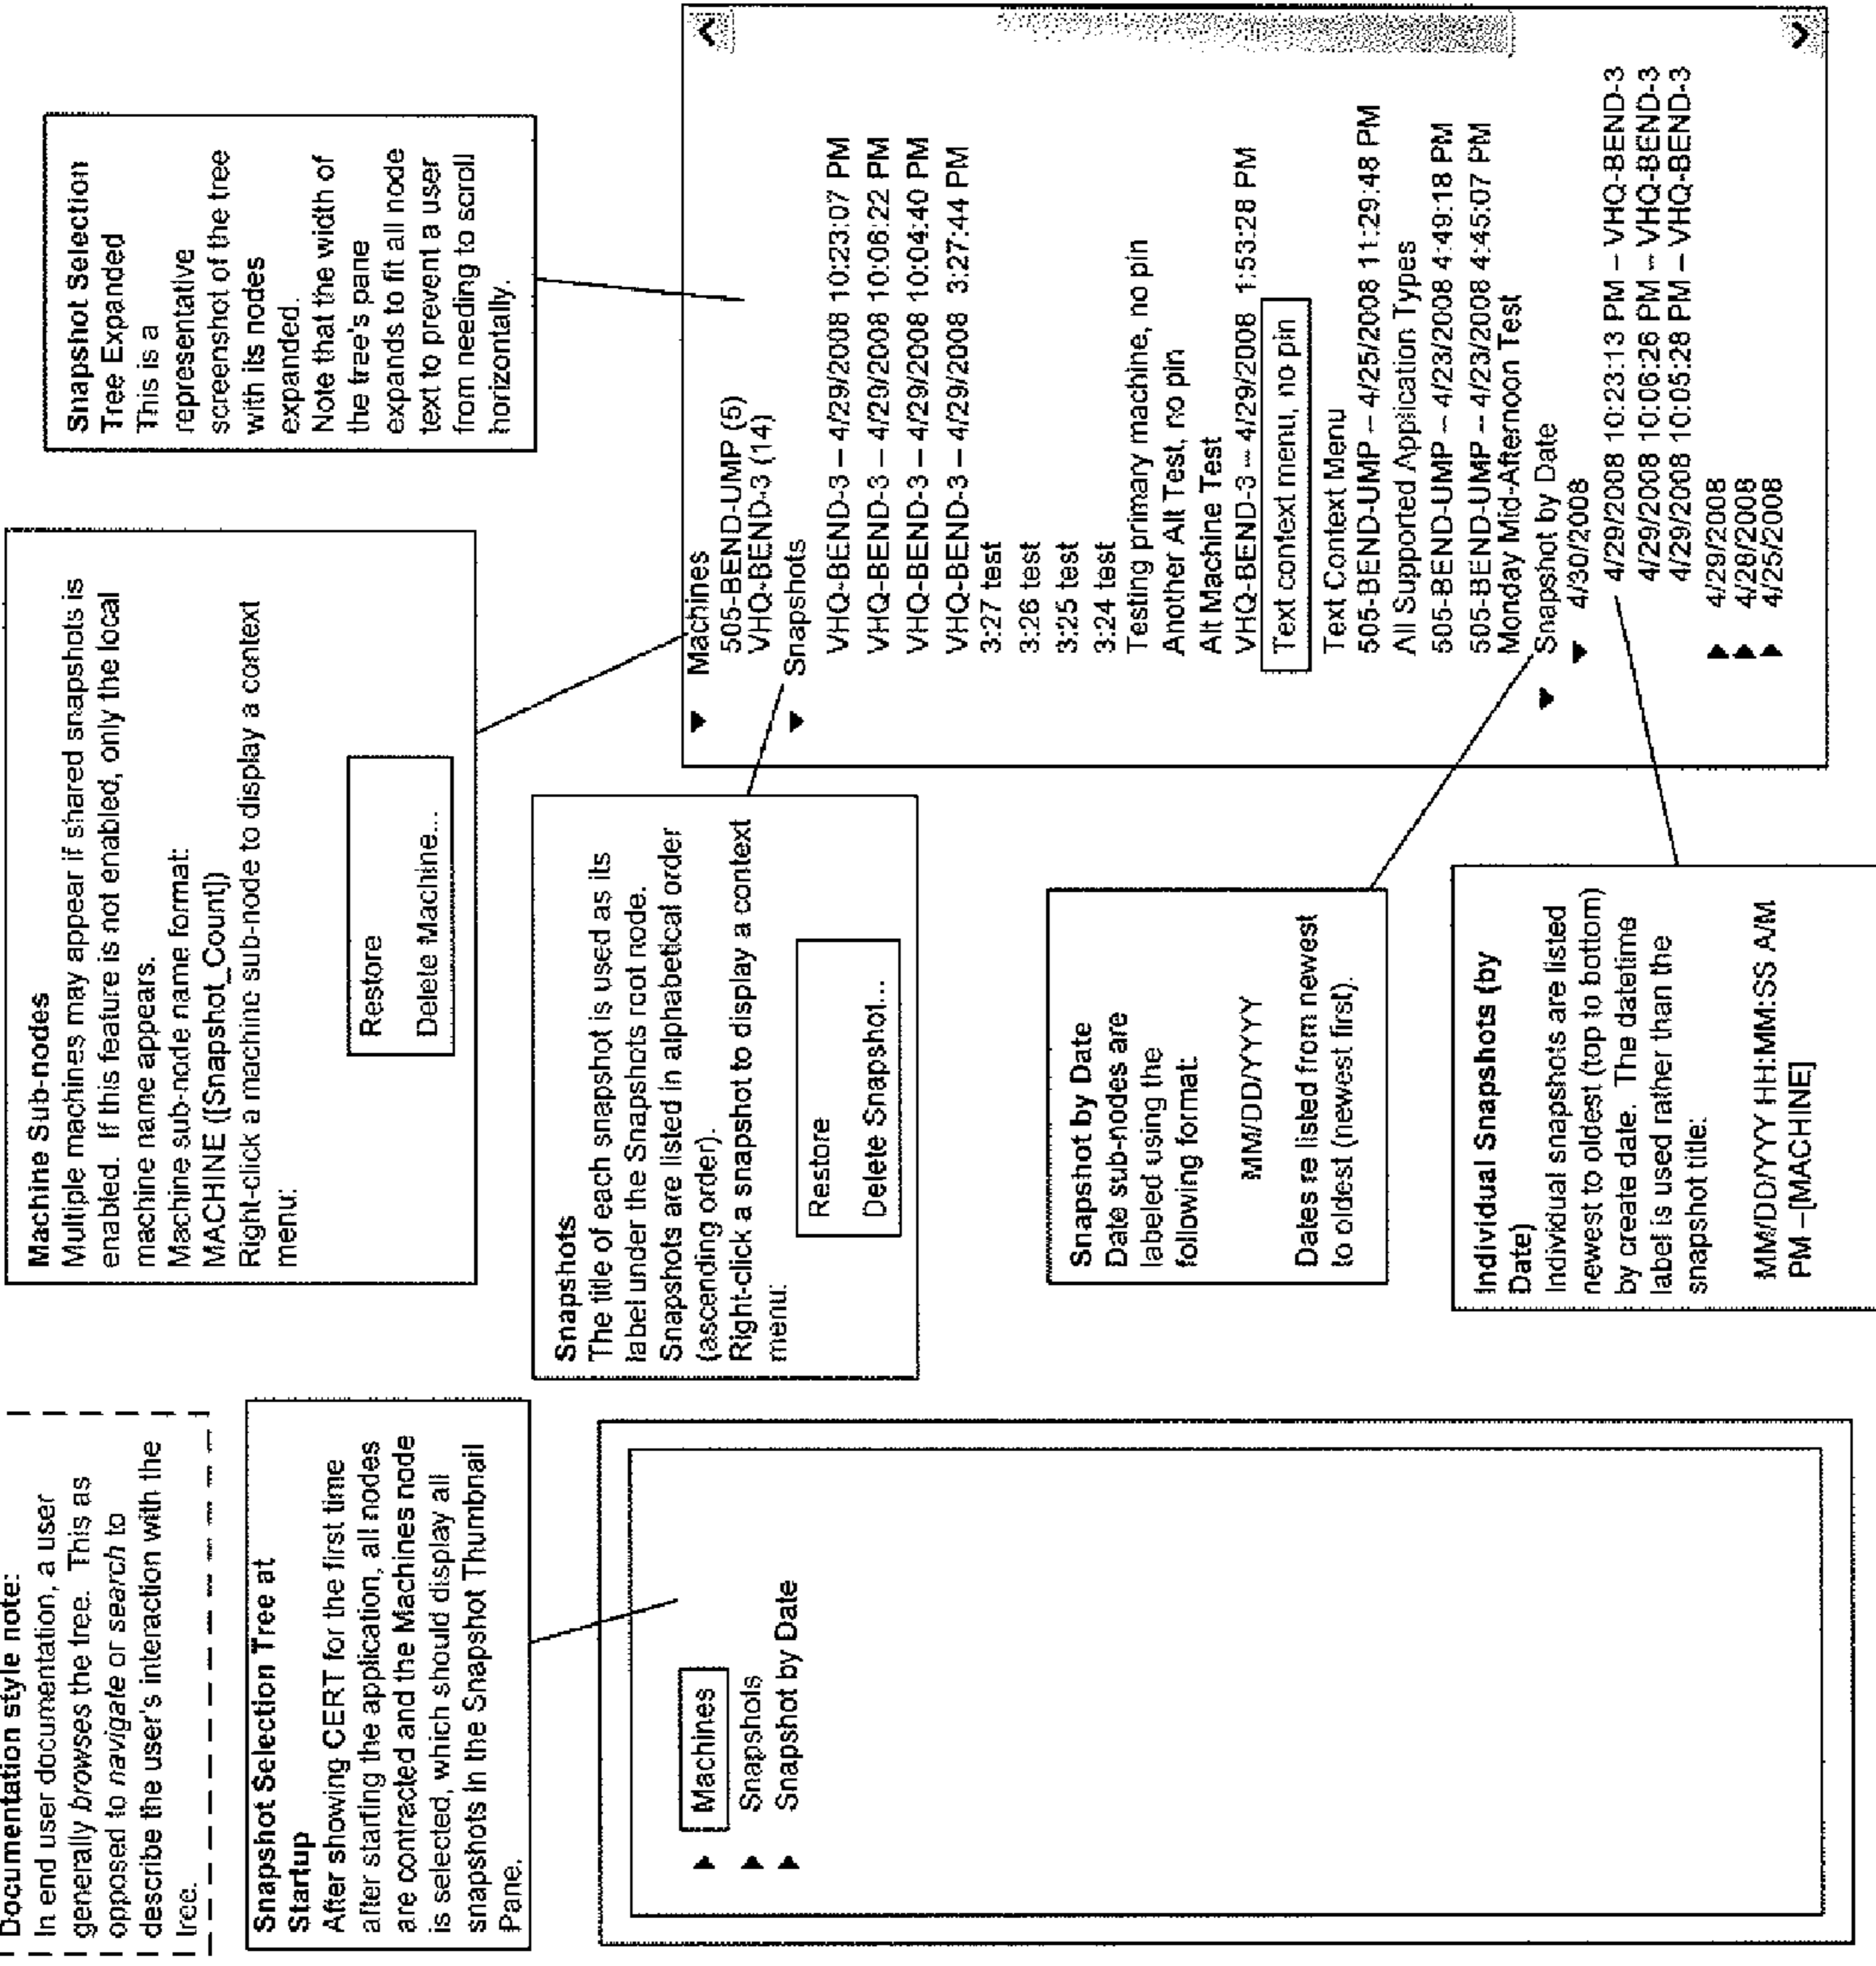 Documentation style note:
In end user documentation, a user
generally browses the tree. This as
opposed to navigate or search to
describe the user's interaction with the
tree.
Snapshot Selection Tree at
Startup
After showing CERT for the first time
after starting the application, all nodes
are contracted and the Machines node
is selected, which should display all
snapshots in the Snapshot Thumbnail
Pane.
Machines
Snapshots
Snapshot by Date
Machine Sub-nodes
Multiple machines may appear if shared snapshots is
enabled. If this feature is not enabled, only the local
machine name appears.
Machine sub-node name format:
MACHINE ([Snapshot_Count])
Right-click a machine sub-node to display a context
menu:
Restore
Delete Machine...
Snapshots
The title of each snapshot is used as its
label under the Snapshots root node.
Snapshots are listed in alphabetical order
(ascending order).
Right-click a snapshot to display a context
menu:
Restore
Delete Snapshot...
Snapshot by Date
Date sub-nodes are
labeled using the
following format:
MM/DD/YYYY
Dates re listed from newest
to oldest (newest first).
Individual Snapshots (by
Date)
Individual snapshots are listed
newest to oldest (top to bottom)
by create date. The datetime
label is used rather than the
snapshot title:
MM/DD/YYY HH:MM:SS A/M
PM –[MACHINE]
Snapshot Selection
Tree Expanded
This is a
representative
screenshot of the tree
with its nodes
expanded.
Note that the width of
the tree's pane
expands to fit all node
text to prevent a user
from needing to scroll
horizontally.
Machines
505-BEND-UMP (5)
VHQ-BEND-3 (14)
Snapshots
VHQ-BEND-3 – 4/29/2008 10:23:07 PM
VHQ-BEND-3 – 4/29/2008 10:06:22 PM
VHQ-BEND-3 – 4/29/2008 10:04:40 PM
VHQ-BEND-3 – 4/29/2008 3:27:44 PM
3:27 test
3:26 test
3:25 test
3:24 test
Testing primary machine, no pin
Another Alt Test, no pin
Alt Machine Test
VHQ-BEND-3 -- 4/29/2008 1:53:28 PM
Text context menu, no pin
Text Context Menu
505-BEND-UMP -- 4/25/2008 11:29:48 PM
All Supported Application Types
505-BEND-UMP -- 4/23/2008 4:49:18 PM
505-BEND-UMP -- 4/23/2008 4:45:07 PM
Monday Mid-Afternoon Test
Snapshot by Date
4/30/2008
4/29/2008 10:23:13 PM – VHQ-BEND-3
4/29/2008 10:06:26 PM -- VHQ-BEND-3
4/29/2008 10:05:28 PM – VHQ-BEND-3
4/29/2008
4/28/2008
4/25/2008